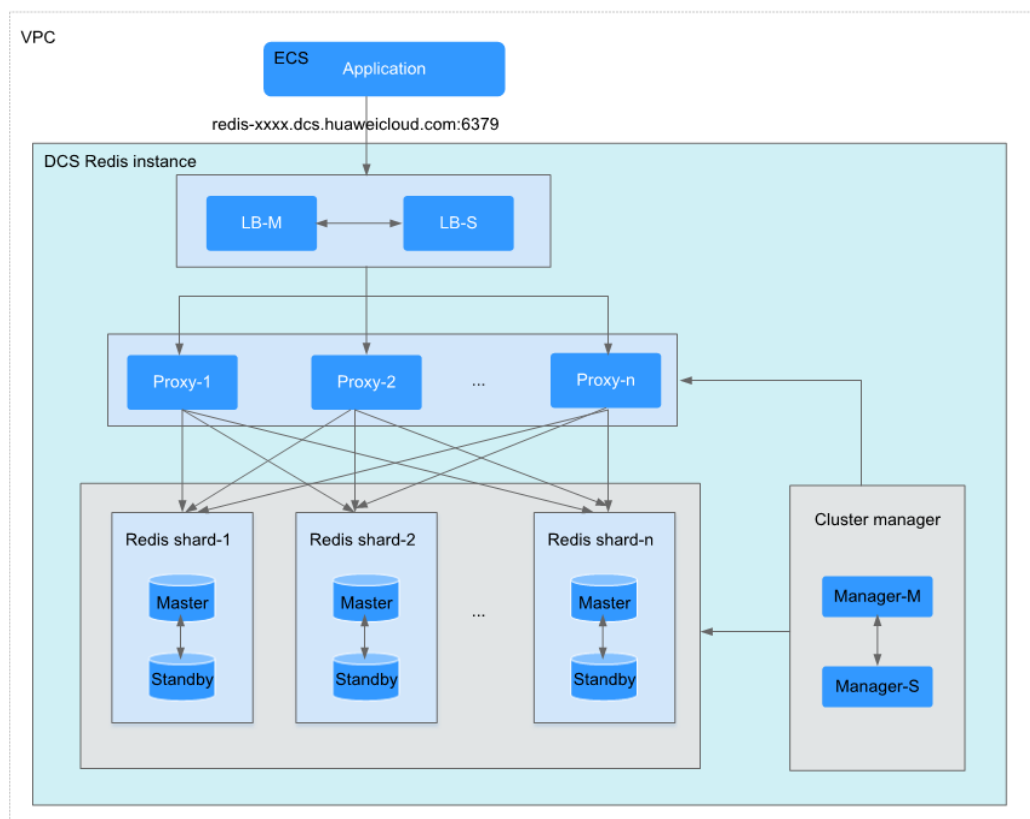 VPC
ECS
Application
redis-xxxx.dcs.huaweicloud.com:6379
DCS Redis instance
LB-M
LB-S
Proxy-1
Proxy-2
...
Proxy-n
Cluster manager
Redis shard-1
Redis shard-2
Redis shard-n
Master
Master
...
Master
Manager-M
Standby
Standby
Standby
Manager-S